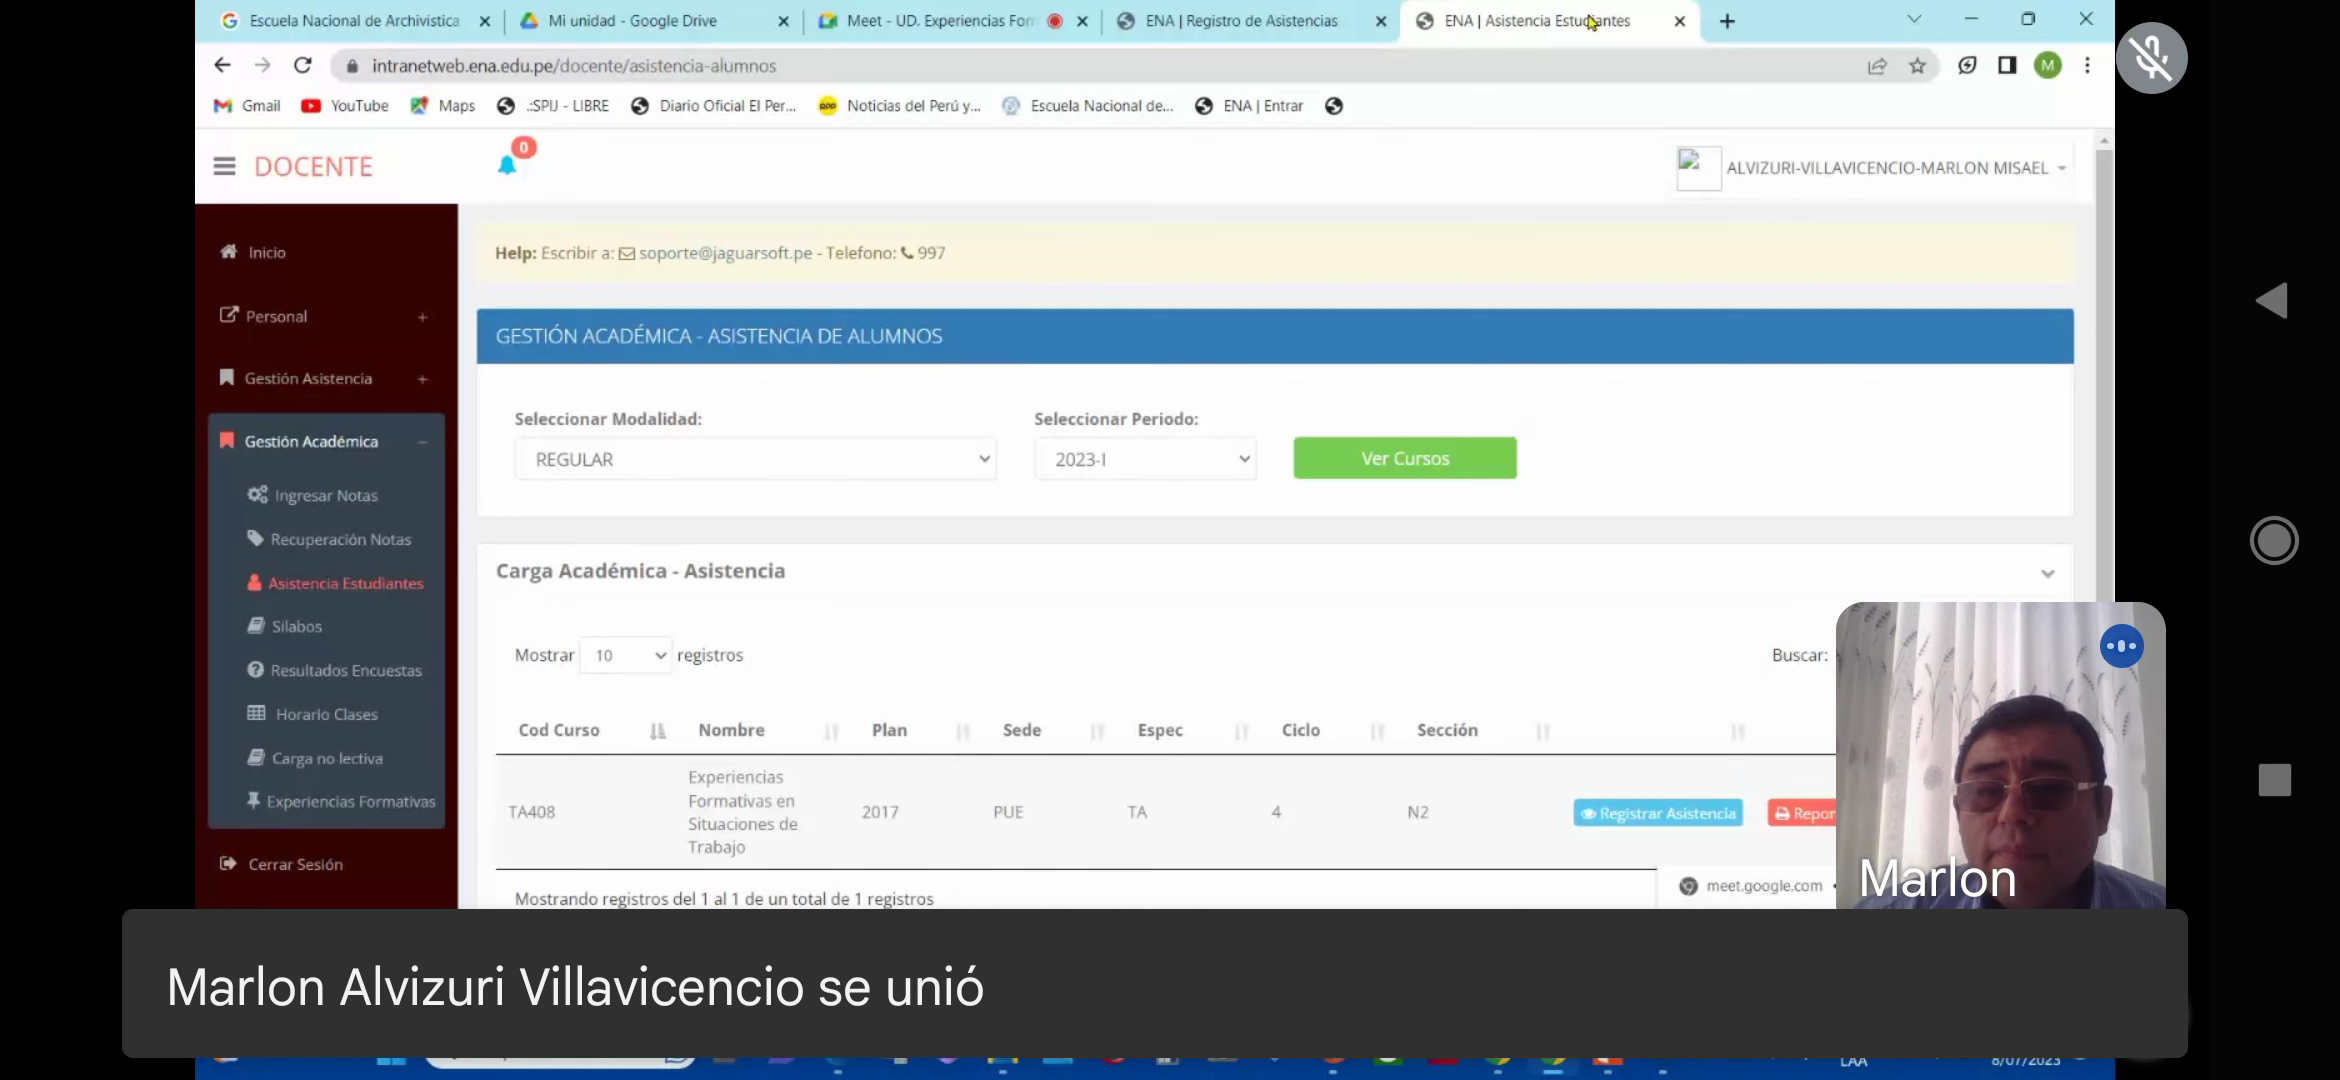 Escuela Nacional de Archivistica
Mi unidad - Google Drive
Meet - UD. Experiencias Form
ENA | Registro de Asistencias
ENA | Asistencia Estudiantes
intranetweb.ena.edu.pe/docente/asistencia-alumnos
M
Gmail
YouTube
Maps
.:SPIJ - LIBRE
Diario Oficial El Per...
Noticias del Perú y...
Escuela Nacional de...
ENA | Entrar
DOCENTE
0
ALVIZURI-VILLAVICENCIO-MARLON MISAEL
Inicio
Personal +
Gestión Asistencia +
Gestión Académica –
Ingresar Notas
Recuperación Notas
Asistencia Estudiantes
Silabos
Resultados Encuestas
Horario Clases
Carga no lectiva
Experiencias Formativas
Cerrar Sesión
Help: Escribir a: soporte@jaguarsoft.pe - Telefono: 997
GESTIÓN ACADÉMICA - ASISTENCIA DE ALUMNOS
Seleccionar Modalidad:
Seleccionar Periodo:
REGULAR
2023-I
Ver Cursos
Carga Académica - Asistencia
Mostrar 10 registros
Buscar:
Cod Curso
Nombre
Plan
Sede
Espec
Ciclo
Sección
TA408
Experiencias
Formativas en
Situaciones de
Trabajo
2017
PUE
TA
4
N2
Registrar Asistencia
Repor
Mostrando registros del 1 al 1 de un total de 1 registros
meet.google.com
Marlon
Marlon Alvizuri Villavicencio se unió
LAA
8/07/2023